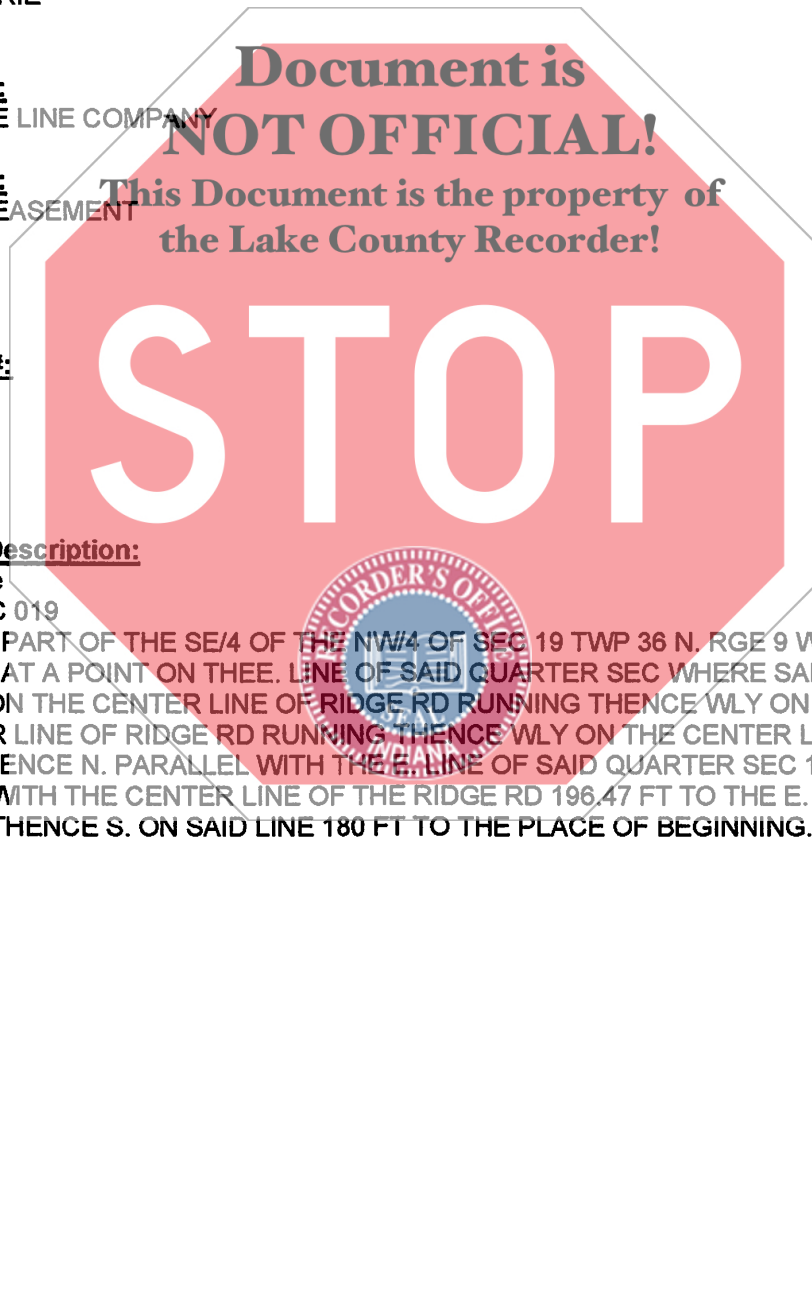 Document is
NOT OFFICIAL!
This Document is the property of
the Lake County Recorder!
STOP
RECORDER'S OFFICE
SEAL
INDIANA
LINE COMPANY
EASEMENT
#:
Description:
019
PART OF THE SE/4 OF THE NW/4 OF SEC 19 TWP 36 N. RGE 9
AT A POINT ON THEE. LINE OF SAID QUARTER SEC WHERE
ON THE CENTER LINE OF RIDGE RD RUNNING THENCE WLY ON
LINE OF RIDGE RD RUNNING THENCE WLY ON THE CENTER
N. PARALLEL WITH THE E. LINE OF SAID QUARTER SEC
WITH THE CENTER LINE OF THE RIDGE RD 196.47 FT TO THE E.
THENCE S. ON SAID LINE 180 FT TO THE PLACE OF BEGINNING.